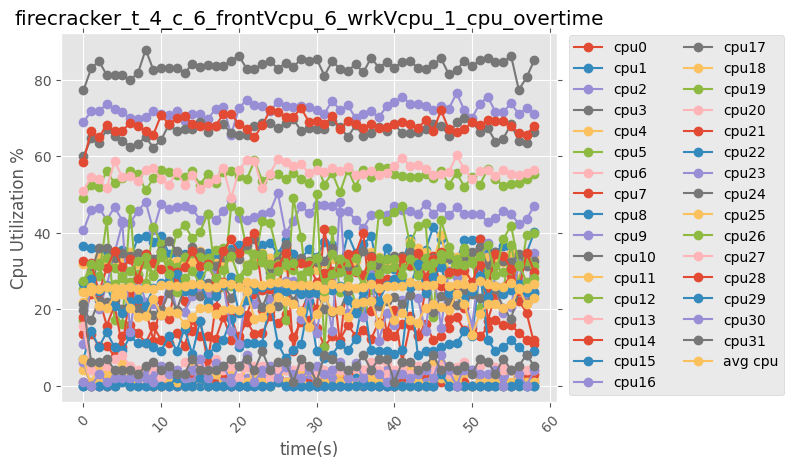 firecracker_t_4_c_6_frontVcpu_6_wrkVcpu_1_cpu_overtime
Cpu Utilization %
80
60
40
20
0
0
10
20
30
40
50
60
time(s)
cpu0
cpu1
cpu2
cpu3
cpu4
cpu5
cpu6
cpu7
cpu8
cpu9
cpu10
cpu11
cpu12
cpu13
cpu14
cpu15
cpu16
cpu17
cpu18
cpu19
cpu20
cpu21
cpu22
cpu23
cpu24
cpu25
cpu26
cpu27
cpu28
cpu29
cpu30
cpu31
avg cpu